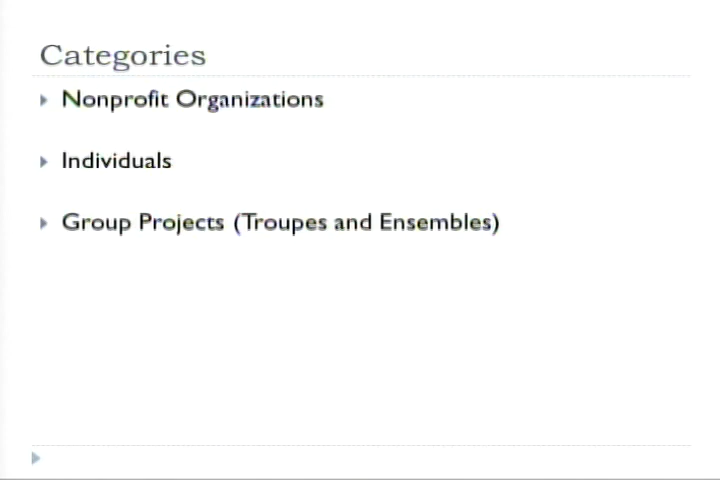 Categories
Nonprofit Organizations
Individuals
Group Projects (Troupes and Ensembles)